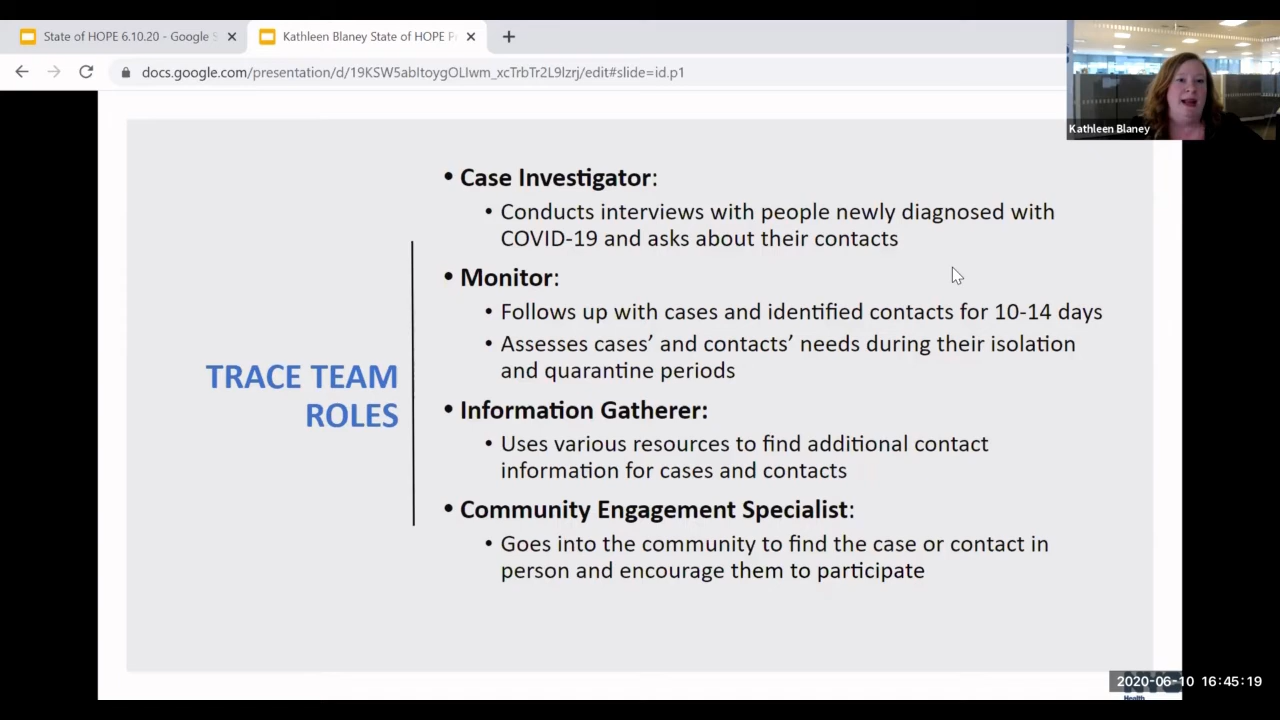 State of HOPE 6.10.20 - Google S
Kathleen Blaney State of HOPE P
docs.google.com/presentation/d/
Kathleen Blaney
• Case Investigator:
• Conducts interviews with people newly diagnosed with
COVID-19 and asks about their contacts
• Monitor:
• Follows up with cases and identified contacts for 10-14 days
• Assesses cases’ and contacts’ needs during their isolation
and quarantine periods
TRACE TEAM
ROLES
• Information Gatherer:
• Uses various resources to find additional contact
information for cases and contacts
• Community Engagement Specialist:
• Goes into the community to find the case or contact in
person and encourage them to participate
2020-06-10 16:45:19
Health